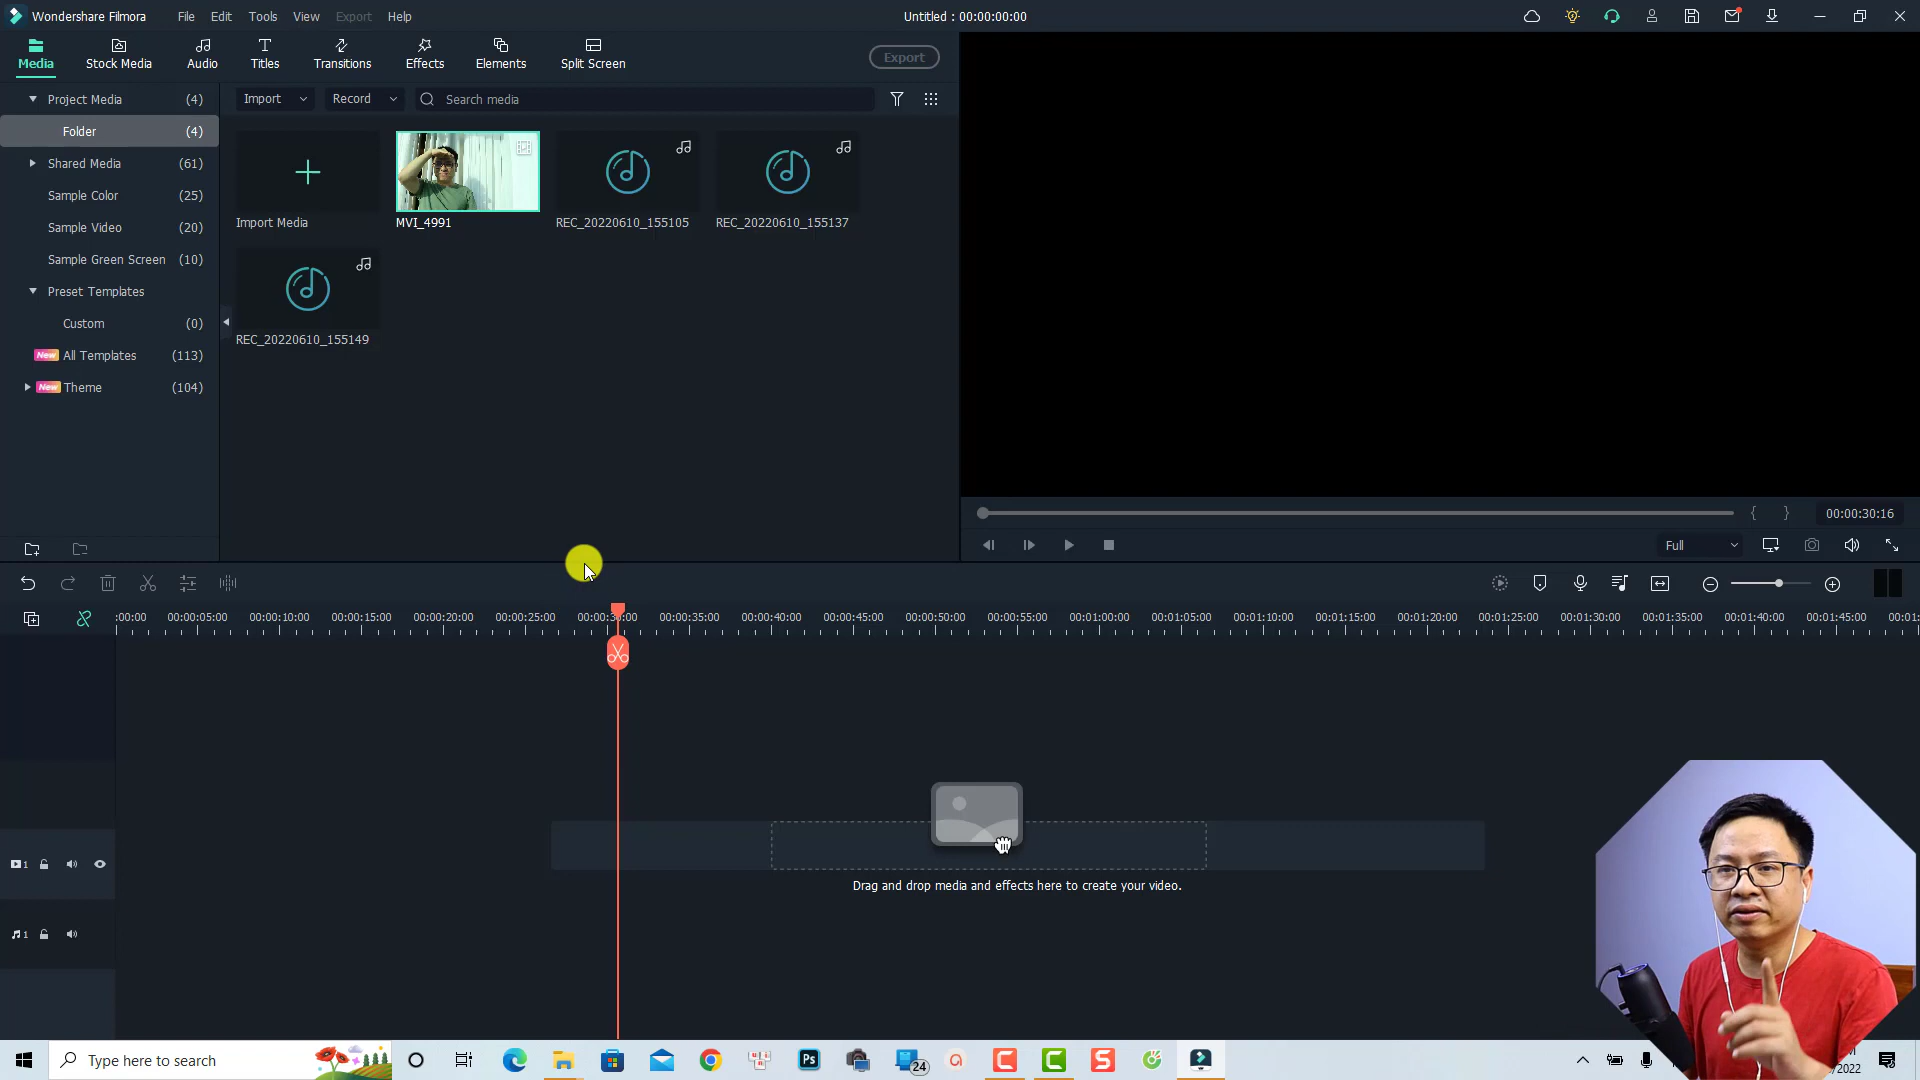 Wondershare Filmora File Edit Tools View Export Help Untitled : 00:00:00:00
Media Stock Media Audio Titles Transitions Effects Elements Split Screen Export
Project Media (4)
Folder (4)
Shared Media (61)
Sample Color (25)
Sample Video (20)
Sample Green Screen (10)
Preset Templates
Custom (0)
New All Templates (113)
New Theme (104)
Import Record Search media
Import Media MVI_4991 REC_20220610_155105 REC_20220610_155137
REC_20220610_155149
{ } 00:00:30:16
Full
:00:00 00:00:05:00 00:00:10:00 00:00:15:00 00:00:20:00 00:00:25:00 00:00:30:00 00:00:35:00 00:00:40:00 00:00:45:00 00:00:50:00 00:00:55:00 00:01:00:00 00:01:05:00 00:01:10:00 00:01:15:00 00:01:20:00 00:01:25:00 00:01:30:00 00:01:35:00 00:01:40:00 00:01:45:00 00:01:
1
Drag and drop media and effects here to create your video.
1
Type here to search Ps 24 C C S /2022